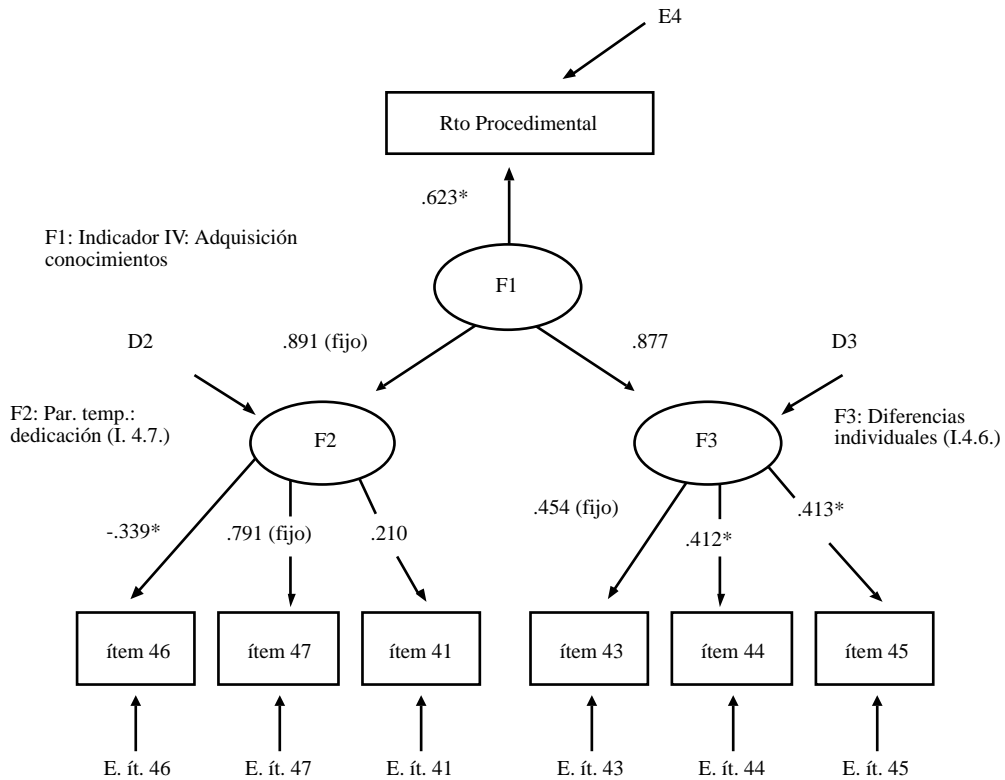 E4
Rto Procedimental
.623*
F1: Indicador IV: Adquisición
conocimientos
F1
D2
.891 (fijo)
.877
D3
F2: Par. temp.:
dedicación (I. 4.7.)
F2
F3
F3: Diferencias
individuales (I.4.6.)
-.339*
.791 (fijo)
.210
.454 (fijo)
.412*
.413*
ítem 46
ítem 47
ítem 41
ítem 43
ítem 44
ítem 45
E. ít. 46
E. ít. 47
E. ít. 41
E. ít. 43
E. ít. 44
E. ít. 45